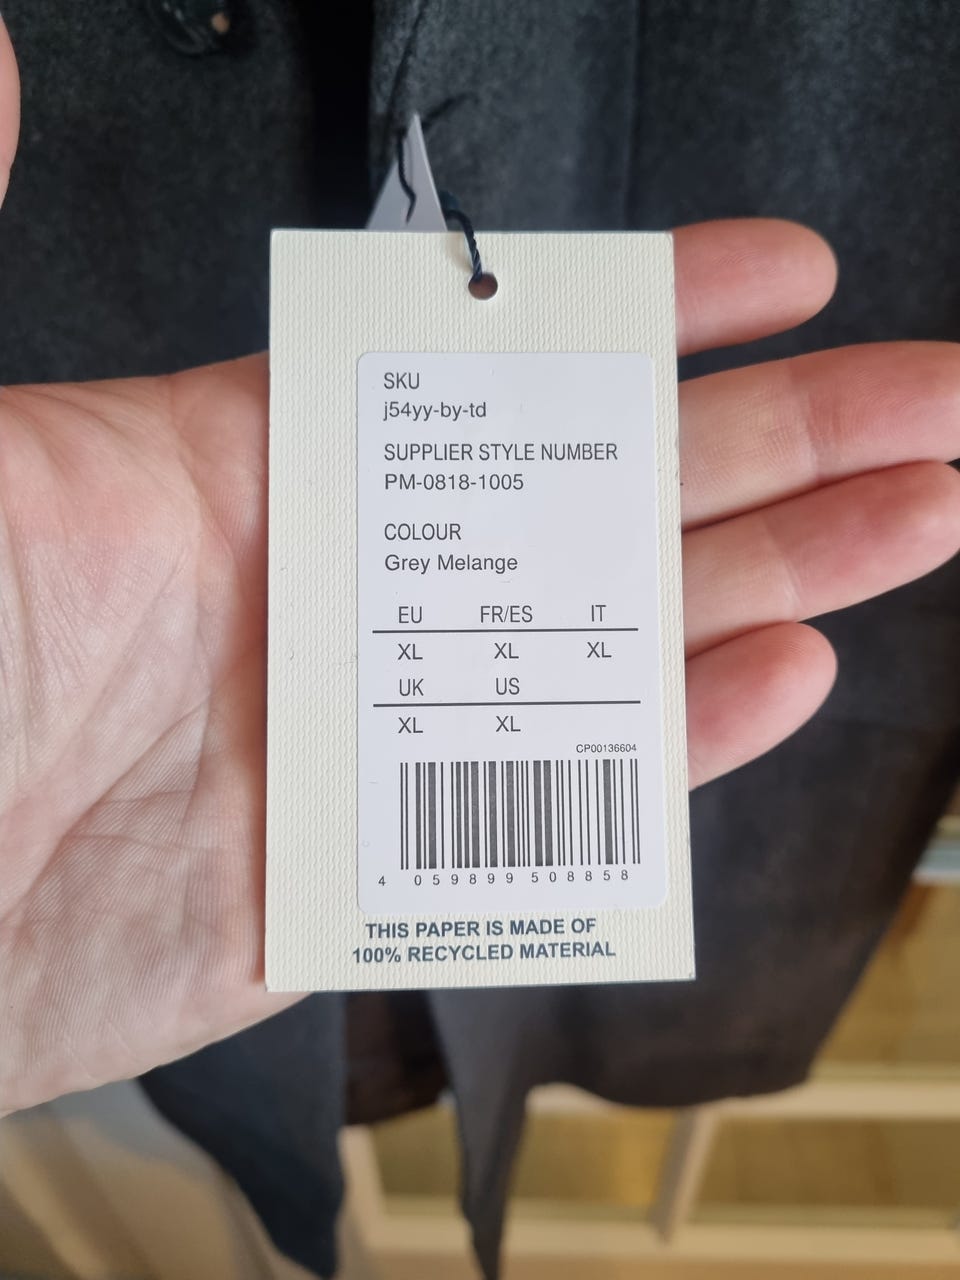 SKU
j54yy-by-td
SUPPLIER STYLE NUMBER
PM-0818-1005
COLOUR
Grey Melange
EU FR/ES IT
XL XL XL
UK US
XL XL
CP00136604
4 059899 508858
THIS PAPER IS MADE OF
100% RECYCLED MATERIAL